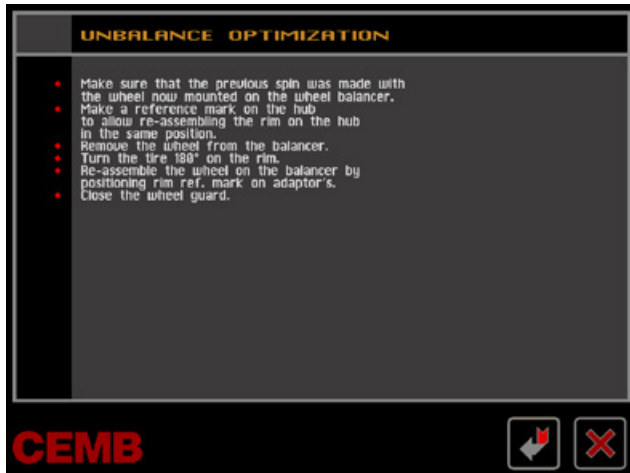 UNBALANCE OPTIMIZATION
Make sure that the previous spin was made with
the wheel now mounted on the wheel balancer.
Make a reference mark on the hub
to allow re-assembling the rim on the hub
in the same position.
Remove the wheel from the balancer.
Turn the tire 180° on the rim.
Re-assemble the wheel on the balancer by
positioning rim ref. mark on adaptor's.
Close the wheel guard.
CEMB